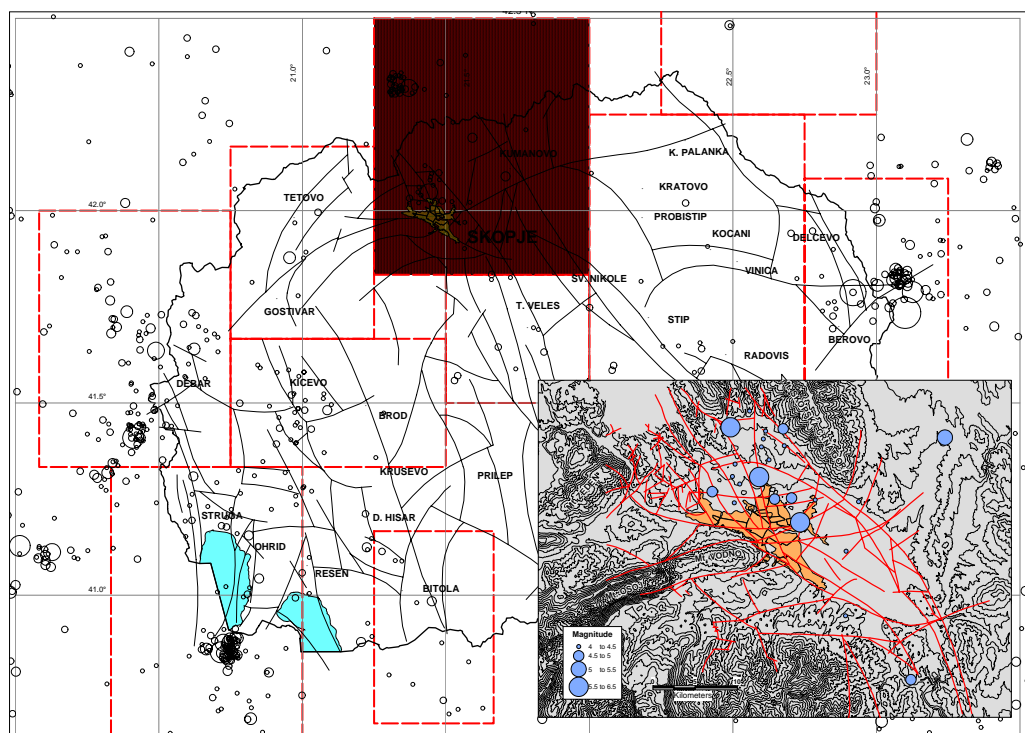 21.0°
22.5°
23.0°
KUMANOVO
K. PALANKA
TETOVO
KRATOVO
42.0°
PROBISTIP
SKOPJE
KOCANI
DELCEVO
VINICA
SV. NIKOLE
T. VELES
GOSTIVAR
STIP
BEROVO
RADOVIS
DEBAR
KICEVO
41.5°
BROD
KRUSEVO
PRILEP
STRUGA
D. HISAR
OHRID
RESEN
BITOLA
41.0°
M. VODNO
Magnitude
4 to 4.5
4.5 to 5
5 to 5.5
5.5 to 6.5
0
10
Kilometers